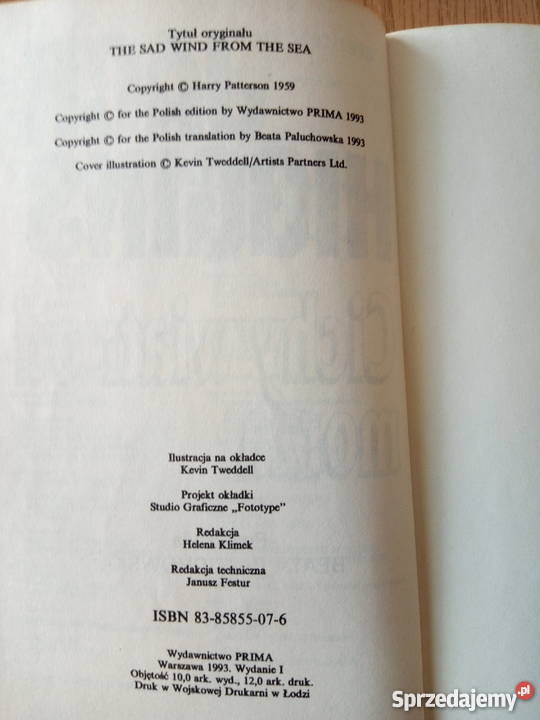 Tytuł oryginału
THE SAD WIND FROM THE SEA
Copyright © Harry Patterson 1959
Copyright © for the Polish edition by Wydawnictwo PRIMA 1993
Copyright © for the Polish translation by Beata Paluchowska 1993
Cover illustration © Kevin Tweddell/Artists Partners Ltd.
Ilustracja na okładce
Kevin Tweddell
Projekt okładki
Studio Graficzne „Fototype”
Redakcja
Helena Klimek
Redakcja techniczna
Janusz Festur
ISBN 83-85855-07-6
Wydawnictwo PRIMA
Warszawa 1993. Wydanie I
Objętość 10,0 ark. wyd., 12,0 ark. druk.
Druk w Wojskowej Drukarni w Łodzi
Sprzedajemy.pl